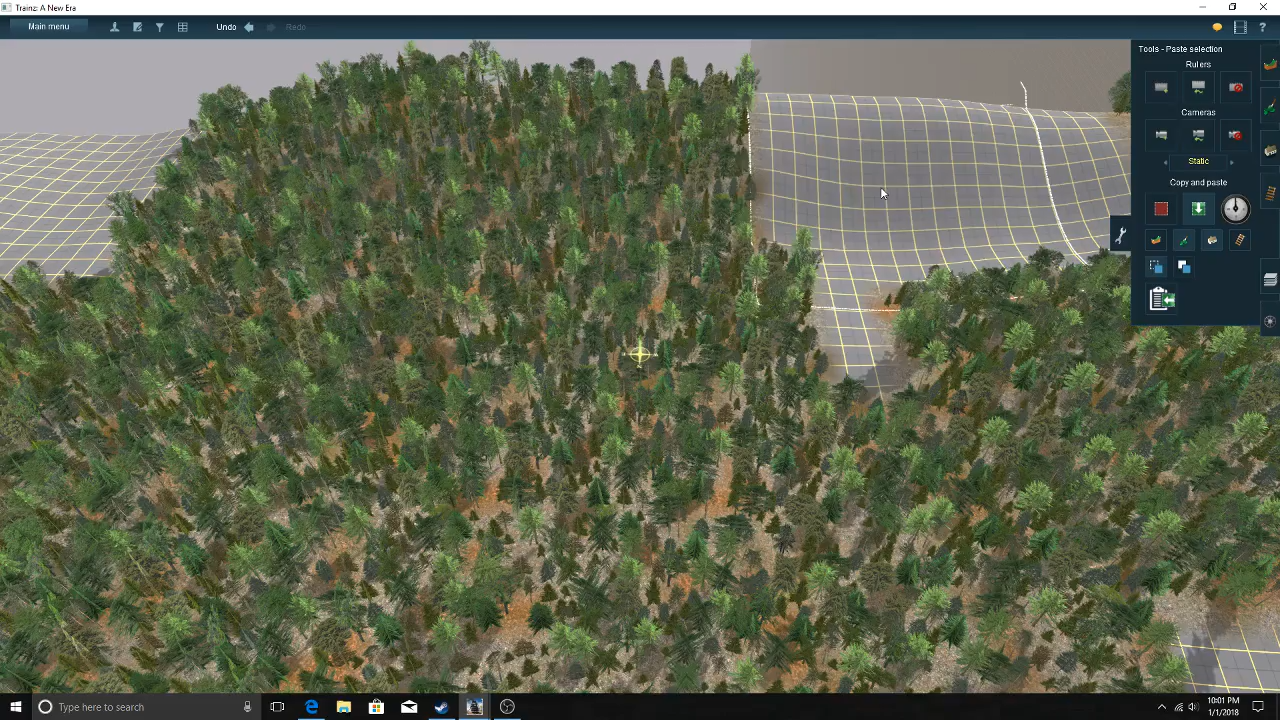 Trainz: A New Era
Main menu
Undo
Redo
Tools - Paste selection
Rulers
Cameras
Static
Copy and paste
Type here to search
10:01 PM
1/1/2018